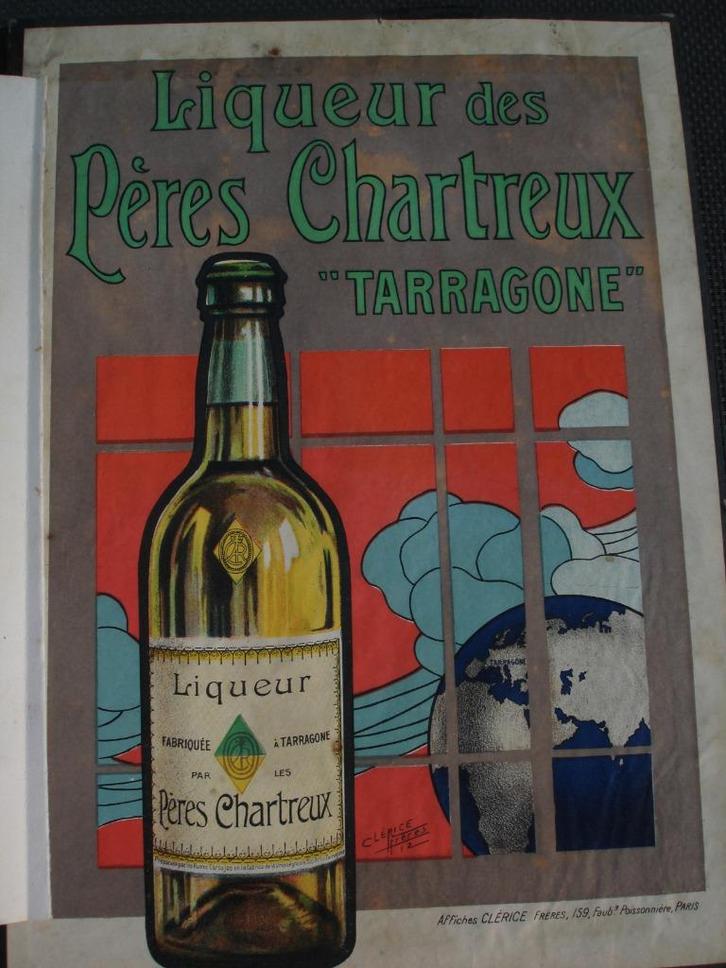 Liqueur des
Pères Chartreux
"TARRAGONE"
TARRAGONE
Liqueur
FABRIQUÉE à TARRAGONE
PAR LES
Pères Chartreux
CLÉRICE
frères
12
Affiches CLÉRICE FRÈRES, 159, Faubg Poissonnière, PARIS